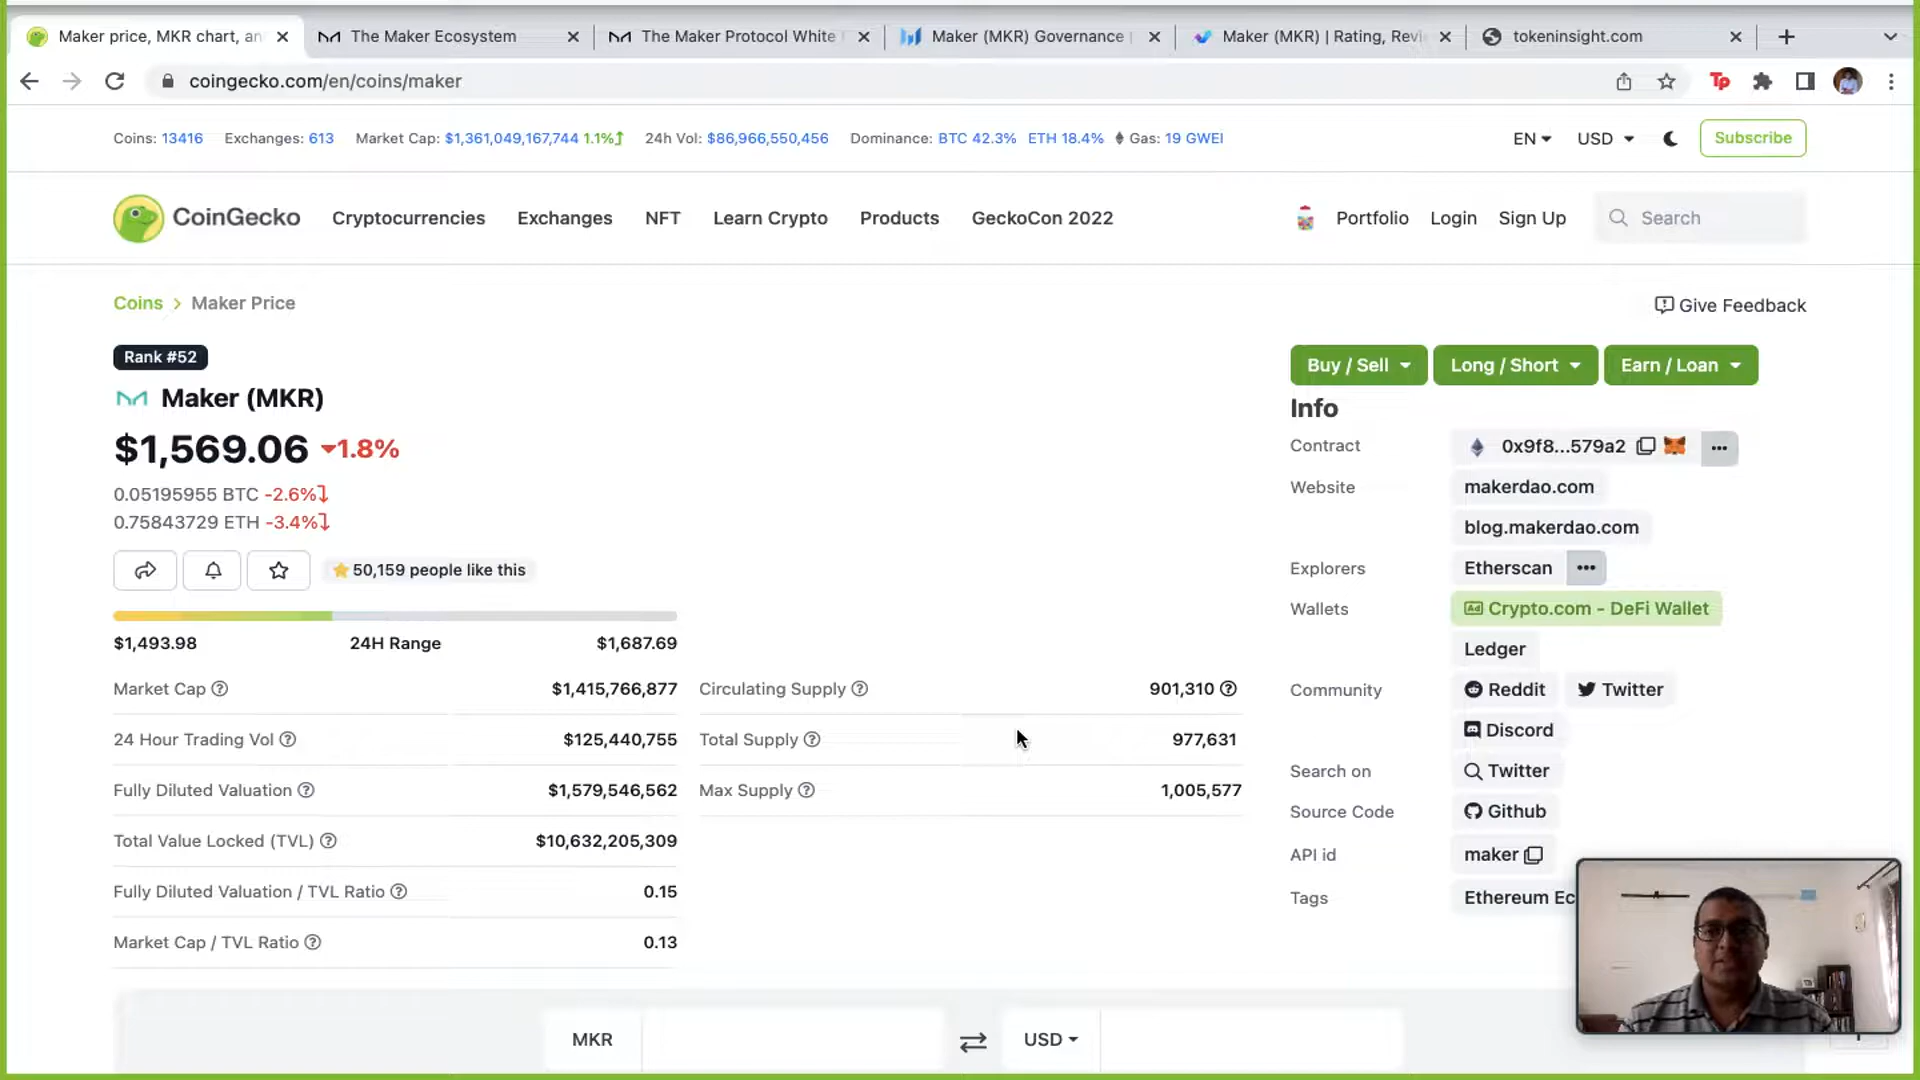 Maker price, MKR chart, an
The Maker Ecosystem
The Maker Protocol White
Maker (MKR) Governance
Maker (MKR) | Rating, Revi
tokeninsight.com
coingecko.com/en/coins/maker
Tp
Coins: 13416 Exchanges: 613 Market Cap: $1,361,049,167,744 1.1% 24h Vol: $86,966,550,456 Dominance: BTC 42.3% ETH 18.4% Gas: 19 GWEI
EN USD Subscribe
CoinGecko Cryptocurrencies Exchanges NFT Learn Crypto Products GeckoCon 2022 Portfolio Login Sign Up Search
Coins > Maker Price
Give Feedback
Rank #52
Maker (MKR)
$1,569.06 1.8%
0.05195955 BTC -2.6%
0.75843729 ETH -3.4%
50,159 people like this
$1,493.98 24H Range $1,687.69
Market Cap $1,415,766,877
24 Hour Trading Vol $125,440,755
Fully Diluted Valuation $1,579,546,562
Total Value Locked (TVL) $10,632,205,309
Fully Diluted Valuation / TVL Ratio 0.15
Market Cap / TVL Ratio 0.13
Circulating Supply 901,310
Total Supply 977,631
Max Supply 1,005,577
Buy / Sell Long / Short Earn / Loan
Info
Contract 0x9f8...579a2
Website makerdao.com
blog.makerdao.com
Explorers Etherscan
Wallets Ad Crypto.com - DeFi Wallet
Ledger
Community Reddit Twitter
Discord
Search on Twitter
Source Code Github
API id maker
Tags Ethereum Ec
MKR USD